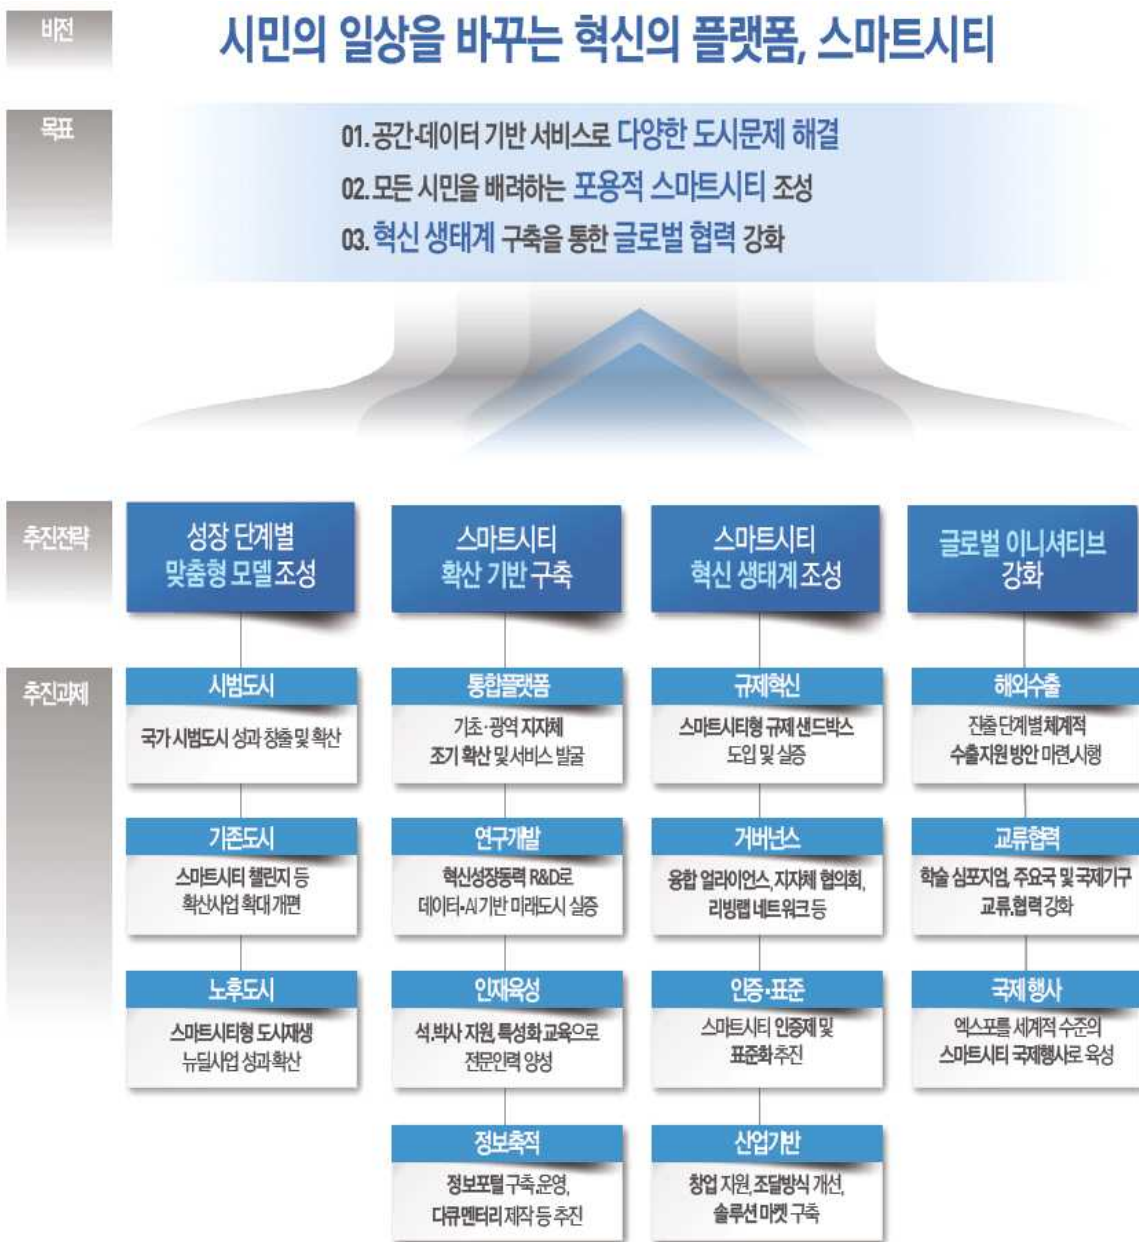 비전
시민의 일상을 바꾸는 혁신의 플랫폼, 스마트시티
목표
01. 공간·데이터 기반 서비스로 다양한 도시문제 해결
02. 모든 시민을 배려하는 포용적 스마트시티 조성
03. 혁신 생태계 구축을 통한 글로벌 협력 강화
추진전략
성장 단계별
맞춤형 모델 조성
스마트시티
확산 기반 구축
스마트시티
혁신 생태계 조성
글로벌 이니셔티브
강화
추진과제
시범도시
국가 시범도시 성과 창출 및 확산
기존도시
스마트시티 챌린지 등
확산사업 확대 개편
노후도시
스마트시티형 도시재생
뉴딜사업 성과 확산
통합플랫폼
기초·광역 지자체
조기 확산 및 서비스 발굴
연구개발
혁신성장동력 R&D로
데이터·AI기반 미래도시 실증
인재육성
석.박사 지원, 특성화 교육으로
전문인력 양성
정보축적
정보포털 구축.운영,
다큐멘터리 제작 등 추진
규제혁신
스마트시티형 규제 샌드박스
도입 및 실증
거버넌스
융합 얼라이언스, 지자체 협의회,
리빙랩 네트워크 등
인증·표준
스마트시티 인증제 및
표준화 추진
산업기반
창업 지원, 조달방식 개선,
솔루션 마켓 구축
해외수출
진출 단계별 체계적
수출지원 방안 마련.시행
교류협력
학술 심포지엄, 주요국 및 국제기구
교류.협력 강화
국제행사
엑스포를 세계적 수준의
스마트시티 국제행사로 육성